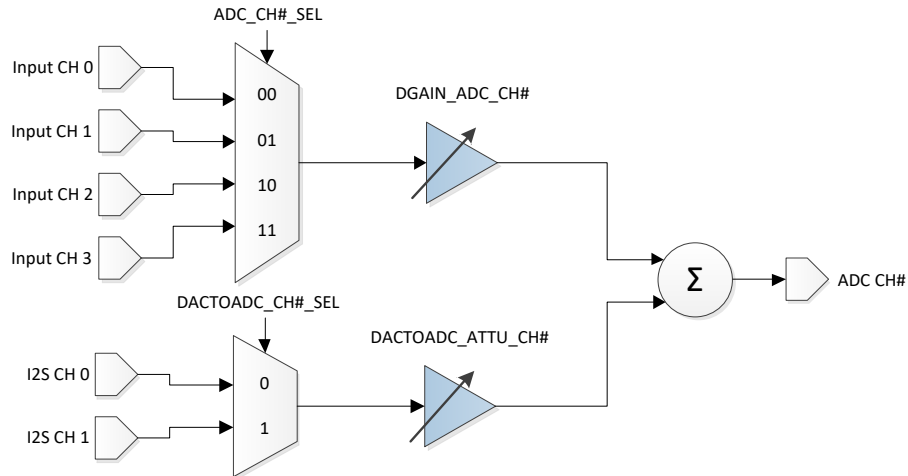 ADC_CH#_SEL
Input CH 0
00
DGAIN_ADC_CH#
Input CH 1
01
Input CH 2
10
11
Input CH 3
Σ
ADC CH#
DACTOADC_CH#_SEL
DACTOADC_ATTU_CH#
I2S CH 0
0
I2S CH 1
1